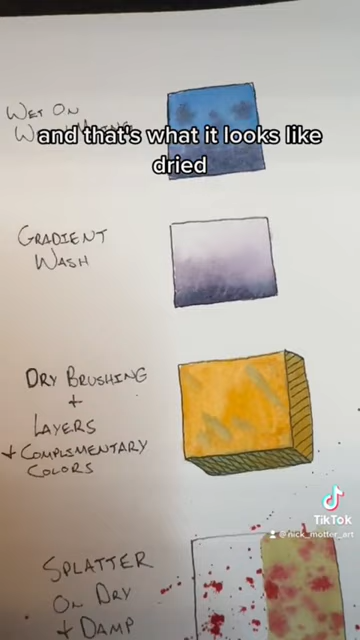 WET ON
and that's what it looks like
dried
GRADIENT
WASH
DRY BRUSHING
+
LAYERS
+ COMPLIMENTARY
COLORS
TikTok
@nick_motter_art
SPLATTER
ON DRY
+ DAMP